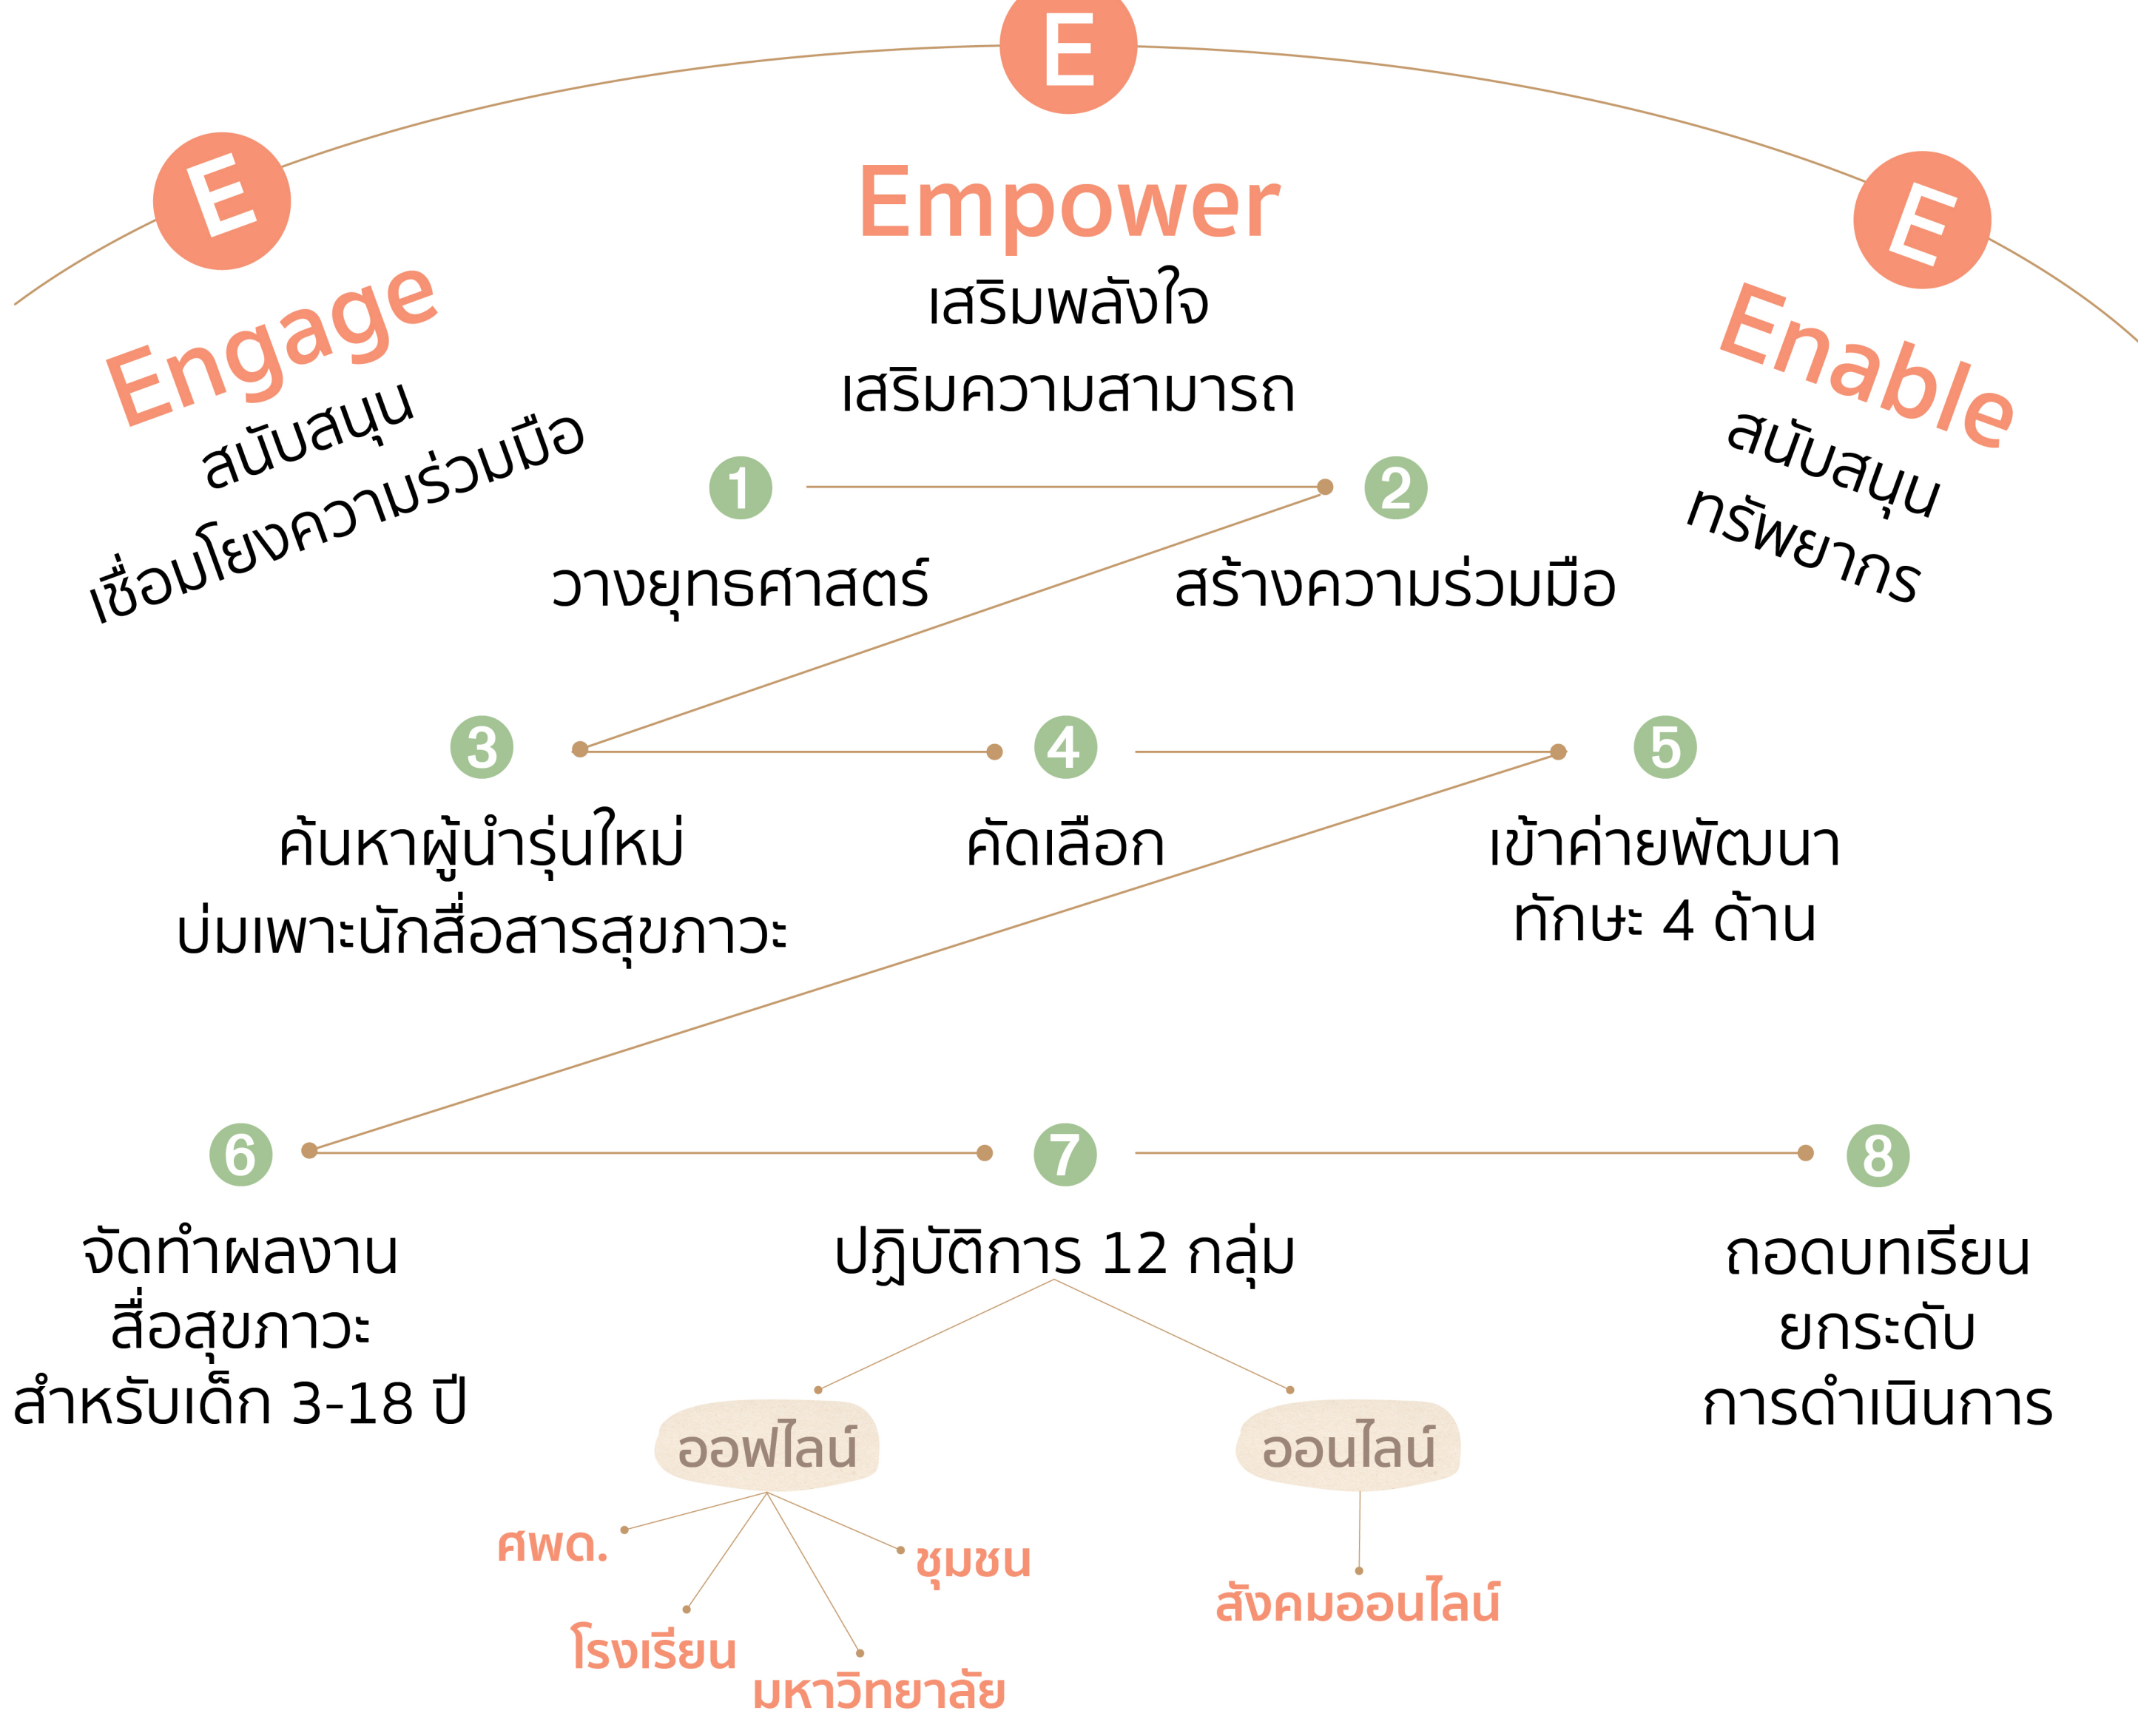 E
Engage
สนับสนุน
เชื่อมโยงความร่วมมือ
E
Empower
เสริมพลังใจ
เสริมความสามารถ
E
Enable
สนับสนุน
ทรัพยากร
1
วางยุทธศาสตร์
2
สร้างความร่วมมือ
3
ค้นหาผู้นำรุ่นใหม่
บ่มเพาะนักสื่อสารสุขภาวะ
4
คัดเลือก
5
เข้าค่ายพัฒนา
ทักษะ 4 ด้าน
6
จัดทำผลงาน
สื่อสุขภาวะ
สำหรับเด็ก 3-18 ปี
7
ปฏิบัติการ 12 กลุ่ม
ออฟไลน์
ศพด.
โรงเรียน
มหาวิทยาลัย
ชุมชน
ออนไลน์
สังคมออนไลน์
8
ถอดบทเรียน
ยกระดับ
การดำเนินการ